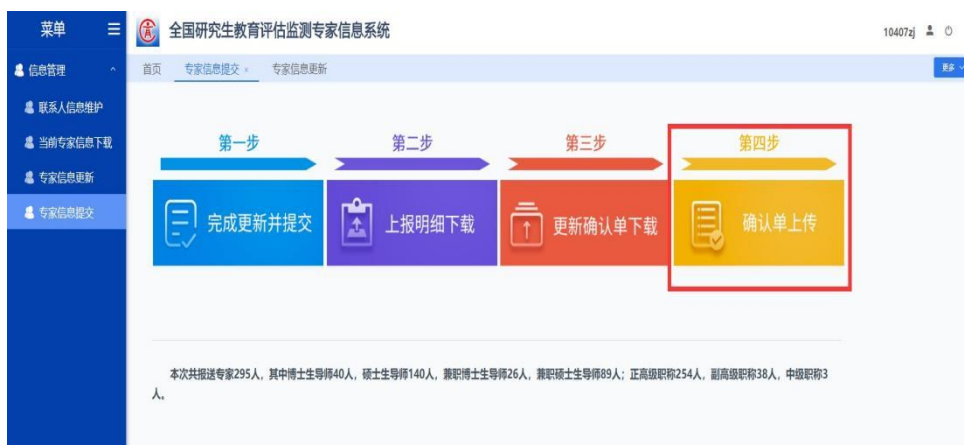 菜单
全国研究生教育评估监测专家信息系统
10407zj
信息管理
首页 专家信息提交 × 专家信息更新
更多
联系人信息维护
当前专家信息下载
专家信息更新
专家信息提交
第一步 第二步 第三步 第四步
完成更新并提交 上报明细下载 更新确认单下载 确认单上传
本次共报送专家295人，其中博士生导师40人，硕士生导师140人，兼职博士生导师26人，兼职硕士生导师89人；正高级职称254人，副高级职称38人，中级职称3
人。